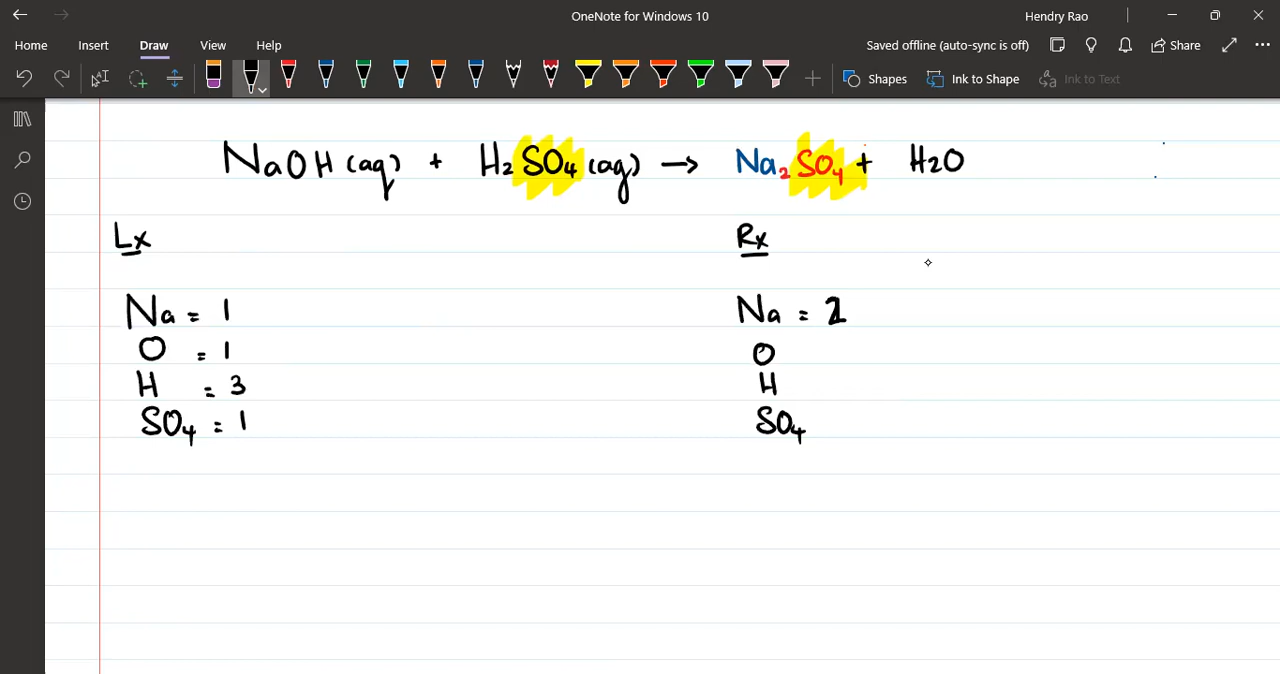 OneNote for Windows 10
Hendry Rao
Home Insert Draw View Help
Saved offline (auto-sync is off) Share
Shapes Ink to Shape Ink to Text
NaOH (aq) + H2SO4 (aq) → Na2SO4 + H2O
Lx Rx
Na = 1 Na = 2
O = 1 O
H = 3 H
SO4 = 1 SO4